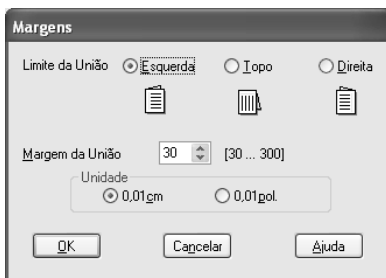 Margens
Limite da União Esquerda Topo Direita
Margem da União 30 [30 ... 300]
Unidade
0,01cm 0,01pol.
OK Cancelar Ajuda